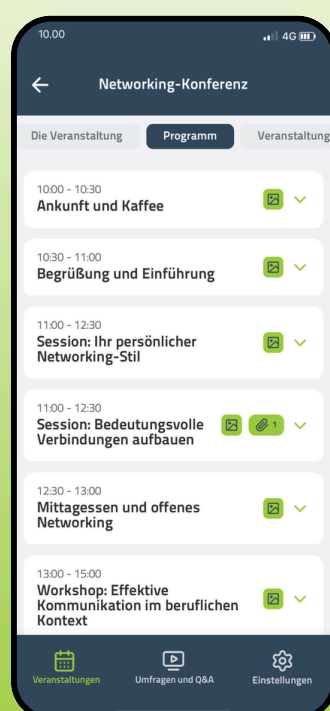 10.00
4G
Networking-Konferenz
Die Veranstaltung
Programm
Veranstaltung
10:00 - 10:30
Ankunft und Kaffee
10:30 - 11:00
Begrüßung und Einführung
11:00 - 12:30
Session: Ihr persönlicher
Networking-Stil
11:00 - 12:30
Session: Bedeutungsvolle
Verbindungen aufbauen
1
12:30 - 13:00
Mittagessen und offenes
Networking
13:00 - 15:00
Workshop: Effektive
Kommunikation im beruflichen
Kontext
Veranstaltungen
Umfragen und Q&A
Einstellungen